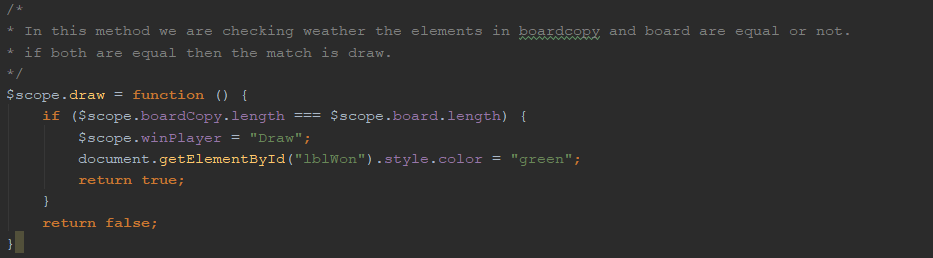 /*
* In this method we are checking weather the elements in boardcopy and board are equal or not.
* if both are equal then the match is draw.
*/
$scope.draw = function () {
    if ($scope.boardCopy.length === $scope.board.length) {
        $scope.winPlayer = "Draw";
        document.getElementById("lblWon").style.color = "green";
        return true;
    }
    return false;
}